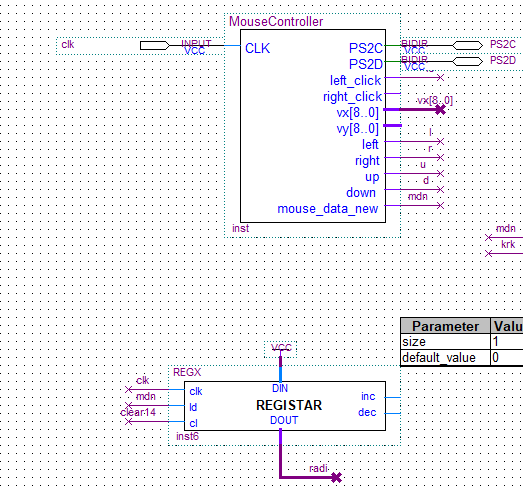 MouseController
clk
INPUT
VCC
CLK
PS2C
BIDIR
VCC
PS2C
PS2D
BIDIR
VCC
PS2D
left_click
right_click
vx[8..0]
vx[8..0]
vy[8..0]
left
l
right
r
up
u
down
d
mouse_data_new
mdn
inst
mdn
krk
Parameter Valu
size 1
default_value 0
VCC
REGX
clk
clk
DIN
inc
mdn
ld
REGISTAR
dec
clear14
cl
DOUT
inst6
radi